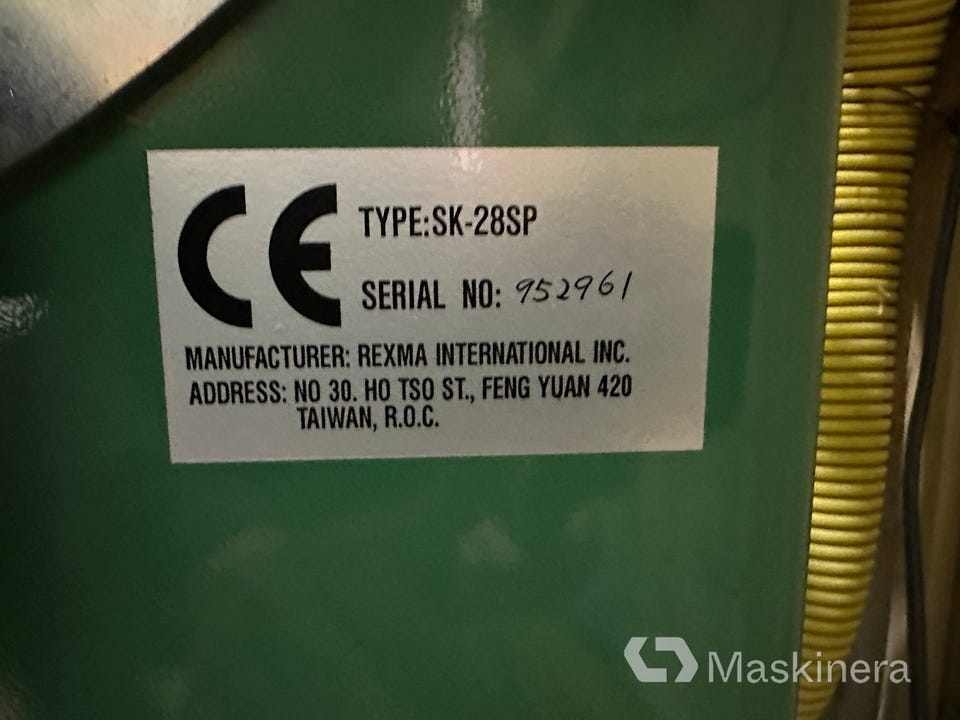 CE
TYPE:SK-28SP
SERIAL NO: 952961
MANUFACTURER: REXMA INTERNATIONAL INC.
ADDRESS: NO 30. HO TSO ST., FENG YUAN 420
TAIWAN, R.O.C.
Maskinera